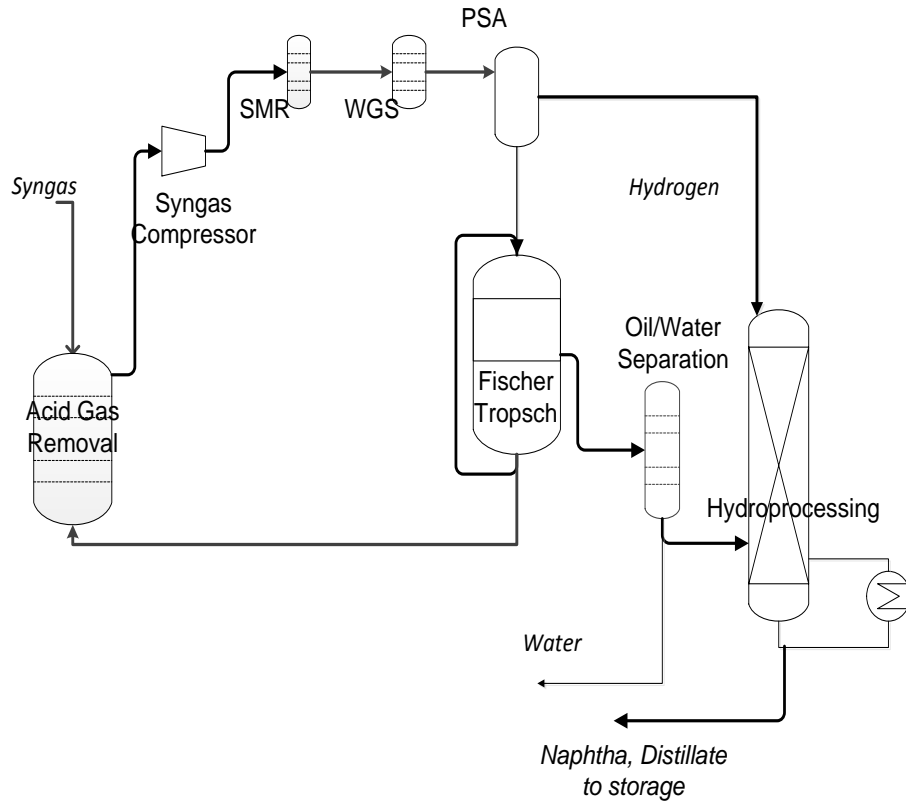 PSA
SMR
WGS
Syngas
Syngas
Compressor
Hydrogen
Oil/Water
Separation
Fischer
Tropsch
Acid Gas
Removal
Hydroprocessing
Water
Naphtha, Distillate
to storage